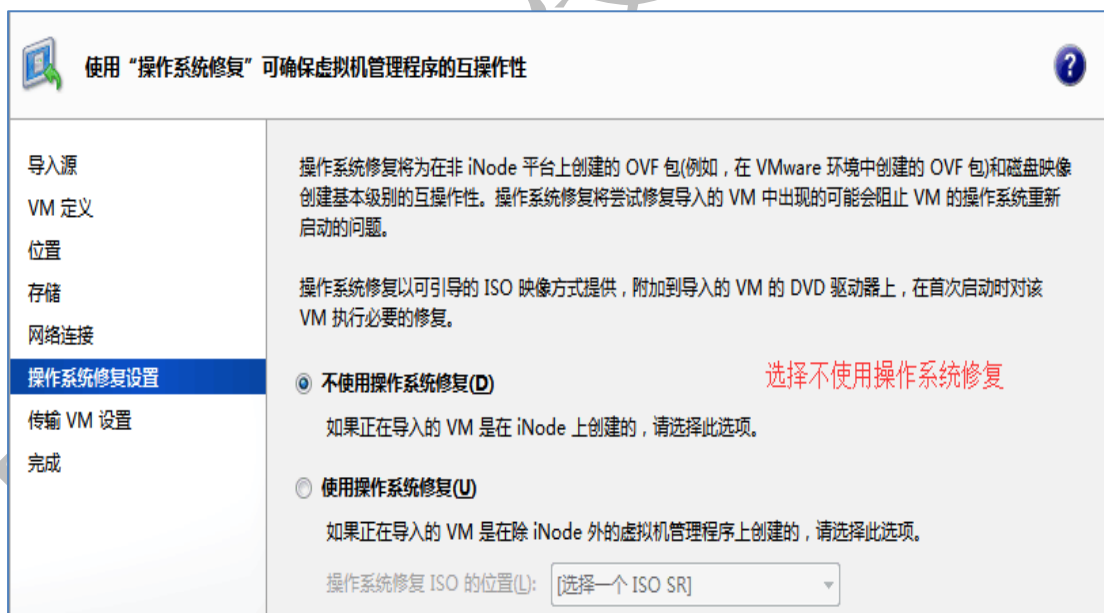 使用“操作系统修复”可确保虚拟机管理程序的互操作性
?
导入源
VM 定义
位置
存储
网络连接
操作系统修复设置
传输 VM 设置
完成
操作系统修复将为在非 iNode 平台上创建的 OVF 包(例如，在 VMware 环境中创建的 OVF 包)和磁盘映像
创建基本级别的互操作性。操作系统修复将尝试修复导入的 VM 中出现的可能会阻止 VM 的操作系统重新
启动的问题。
操作系统修复以可引导的 ISO 映像方式提供，附加到导入的 VM 的 DVD 驱动器上，在首次启动时对该
VM 执行必要的修复。
不使用操作系统修复(D)
选择不使用操作系统修复
如果正在导入的 VM 是在 iNode 上创建的，请选择此选项。
使用操作系统修复(U)
如果正在导入的 VM 是在除 iNode 外的虚拟机管理程序上创建的，请选择此选项。
操作系统修复 ISO 的位置(L): [选择一个 ISO SR]